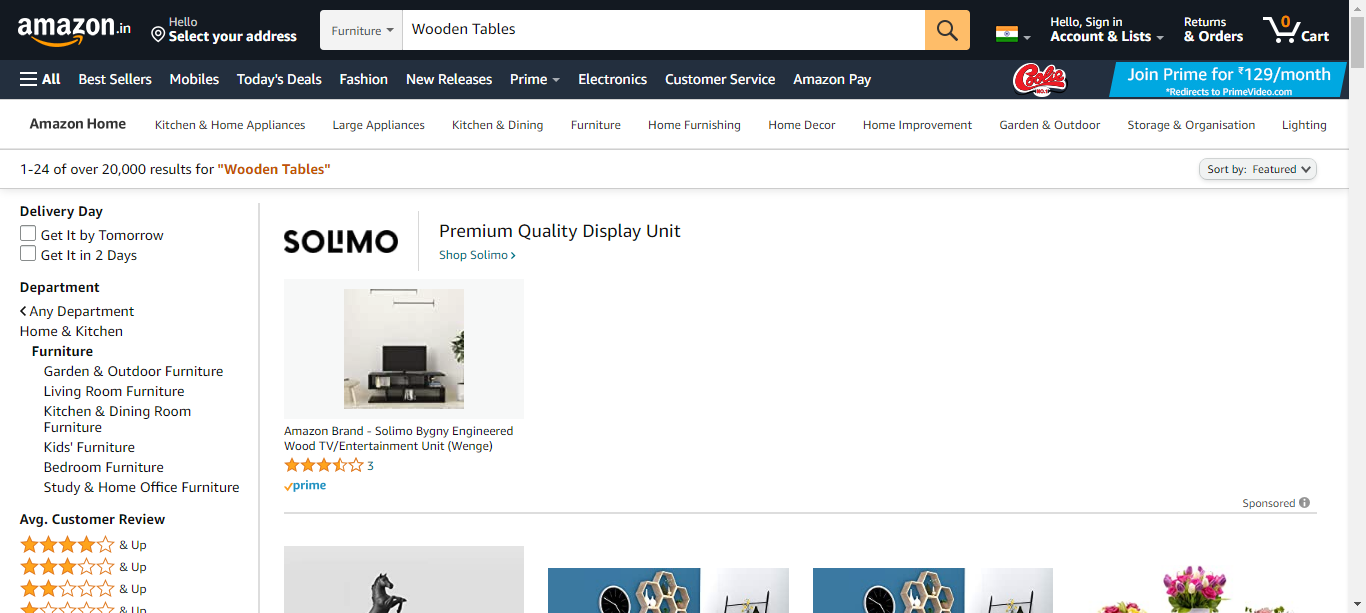 amazon.in
Hello
Select your address
Furniture
Wooden Tables
Hello, Sign in
Account & Lists
Returns
& Orders
0
Cart
All
Best Sellers
Mobiles
Today's Deals
Fashion
New Releases
Prime
Electronics
Customer Service
Amazon Pay
Coolie
NO.1
Join Prime for ₹129/month
*Redirects to PrimeVideo.com
Amazon Home
Kitchen & Home Appliances
Large Appliances
Kitchen & Dining
Furniture
Home Furnishing
Home Decor
Home Improvement
Garden & Outdoor
Storage & Organisation
Lighting
1-24 of over 20,000 results for "Wooden Tables"
Sort by: Featured
Delivery Day
Get It by Tomorrow
Get It in 2 Days
Department
Any Department
Home & Kitchen
Furniture
Garden & Outdoor Furniture
Living Room Furniture
Kitchen & Dining Room
Furniture
Kids' Furniture
Bedroom Furniture
Study & Home Office Furniture
Avg. Customer Review
& Up
& Up
& Up
& Up
SOLIMO
Premium Quality Display Unit
Shop Solimo ›
Amazon Brand - Solimo Bygny Engineered
Wood TV/Entertainment Unit (Wenge)
3
prime
Sponsored